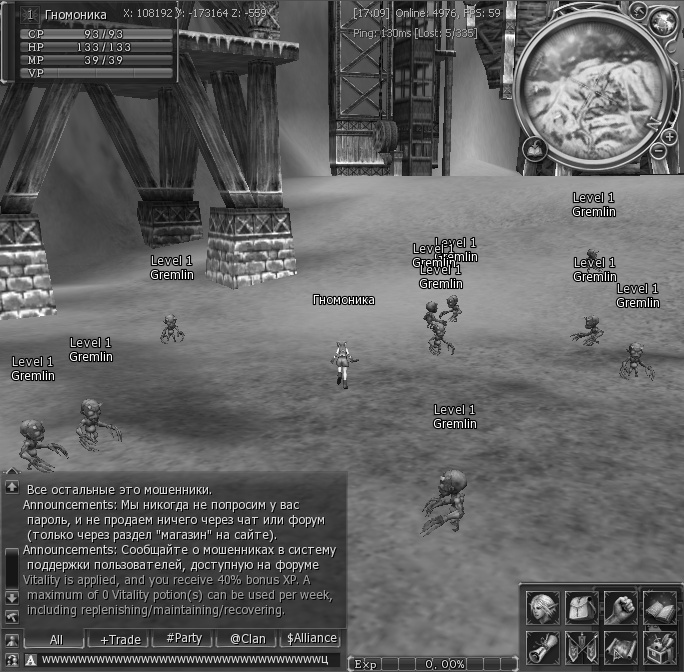 1 Гномоника
X: 108192 Y: -173164 Z: -559
[17:09] Online: 4976, FPS: 59
Ping: 130ms [Lost: 5/335]
CP 93/93
HP 133/133
MP 39/39
VP
N
Level 1
Gremlin
Level 1
Gremlin
Level 1
Gremlin
Level 1
Gremlin
Level 1
Gremlin
Level 1
Gremlin
Level 1
Gremlin
Гномоника
Level 1
Gremlin
Level 1
Gremlin
Level 1
Gremlin
Все остальные это мошенники.
Announcements: Мы никогда не попросим у вас
пароль, и не продаем ничего через чат или форум
(только через раздел "магазин" на сайте).
Announcements: Сообщайте о мошенниках в систему
поддержки пользователей, доступную на форуме
Vitality is applied, and you receive 40% bonus XP. A
maximum of 0 Vitality potion(s) can be used per week,
including replenishing/maintaining/recovering.
All +Trade #Party @Clan $Alliance
A wwwwwwwwwwwwwwwwwwwwwwwwwwwwц
Exp 0.00%